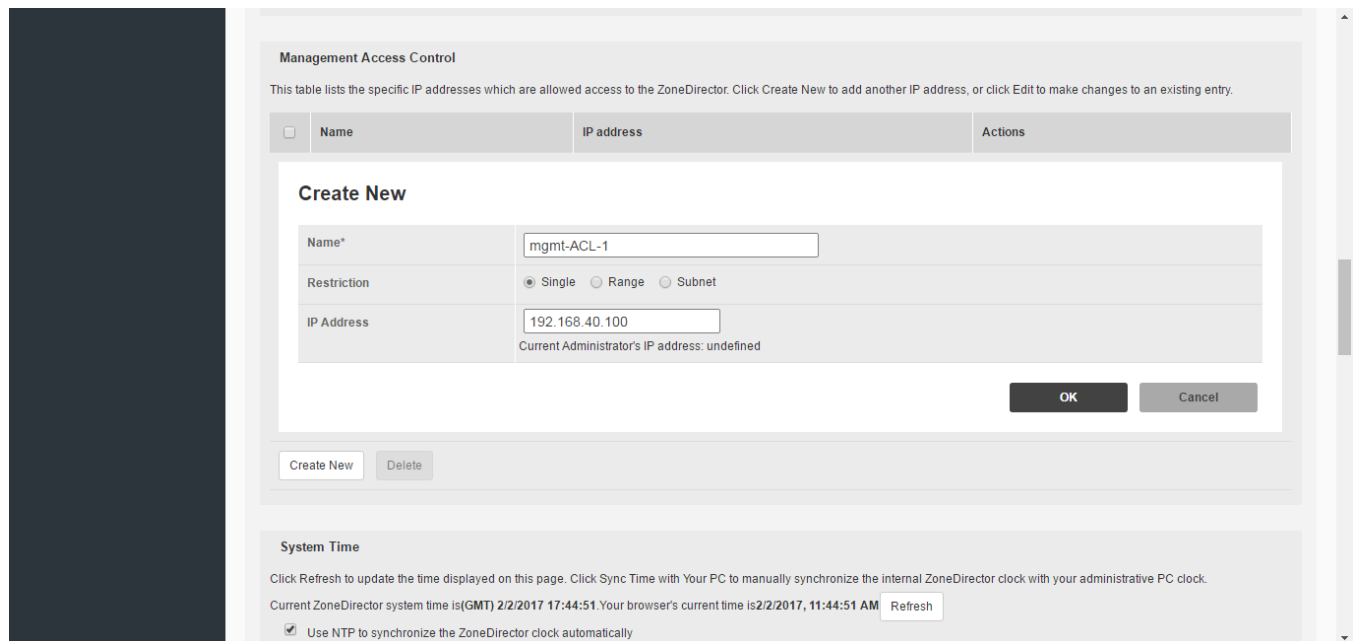 Management Access Control
This table lists the specific IP addresses which are allowed access to the ZoneDirector. Click Create New to add another IP address, or click Edit to make changes to an existing entry.
Name IP address Actions
Create New
Name* mgmt-ACL-1
Restriction Single Range Subnet
IP Address 192.168.40.100
Current Administrator's IP address: undefined
OK Cancel
Create New Delete
System Time
Click Refresh to update the time displayed on this page. Click Sync Time with Your PC to manually synchronize the internal ZoneDirector clock with your administrative PC clock.
Current ZoneDirector system time is(GMT) 2/2/2017 17:44:51.Your browser's current time is2/2/2017, 11:44:51 AM Refresh
Use NTP to synchronize the ZoneDirector clock automatically